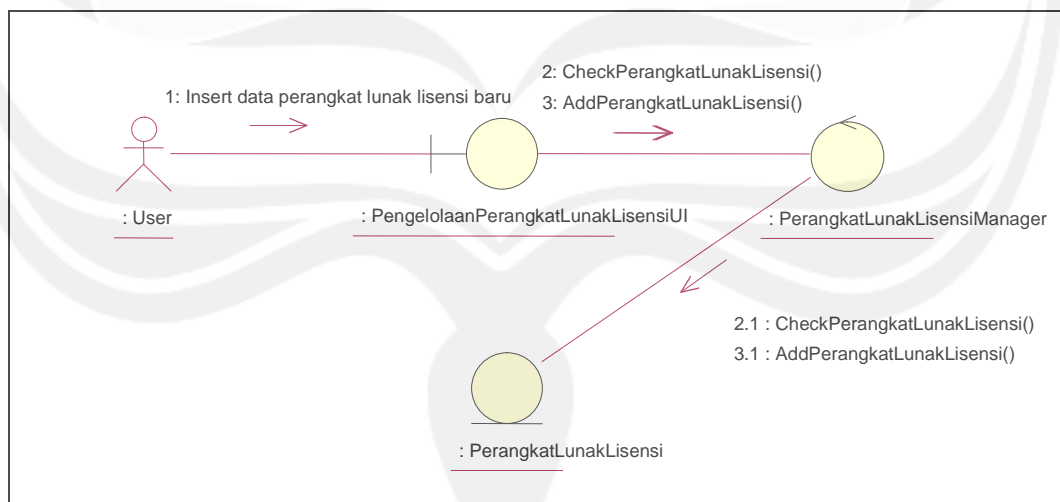 1: Insert data perangkat lunak lisensi baru
2: CheckPerangkatLunakLisensi()
3: AddPerangkatLunakLisensi()
: User
: PengelolaanPerangkatLunakLisensiUI
: PerangkatLunakLisensiManager
2.1 : CheckPerangkatLunakLisensi()
3.1 : AddPerangkatLunakLisensi()
: PerangkatLunakLisensi